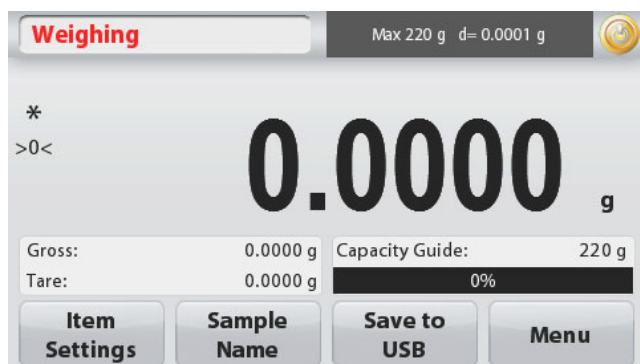 Weighing
Max 220 g d= 0.0001 g
*
>0<
0.0000 g
Gross: 0.0000 g
Tare: 0.0000 g
Capacity Guide: 220 g
0%
Item
Settings
Sample
Name
Save to
USB
Menu